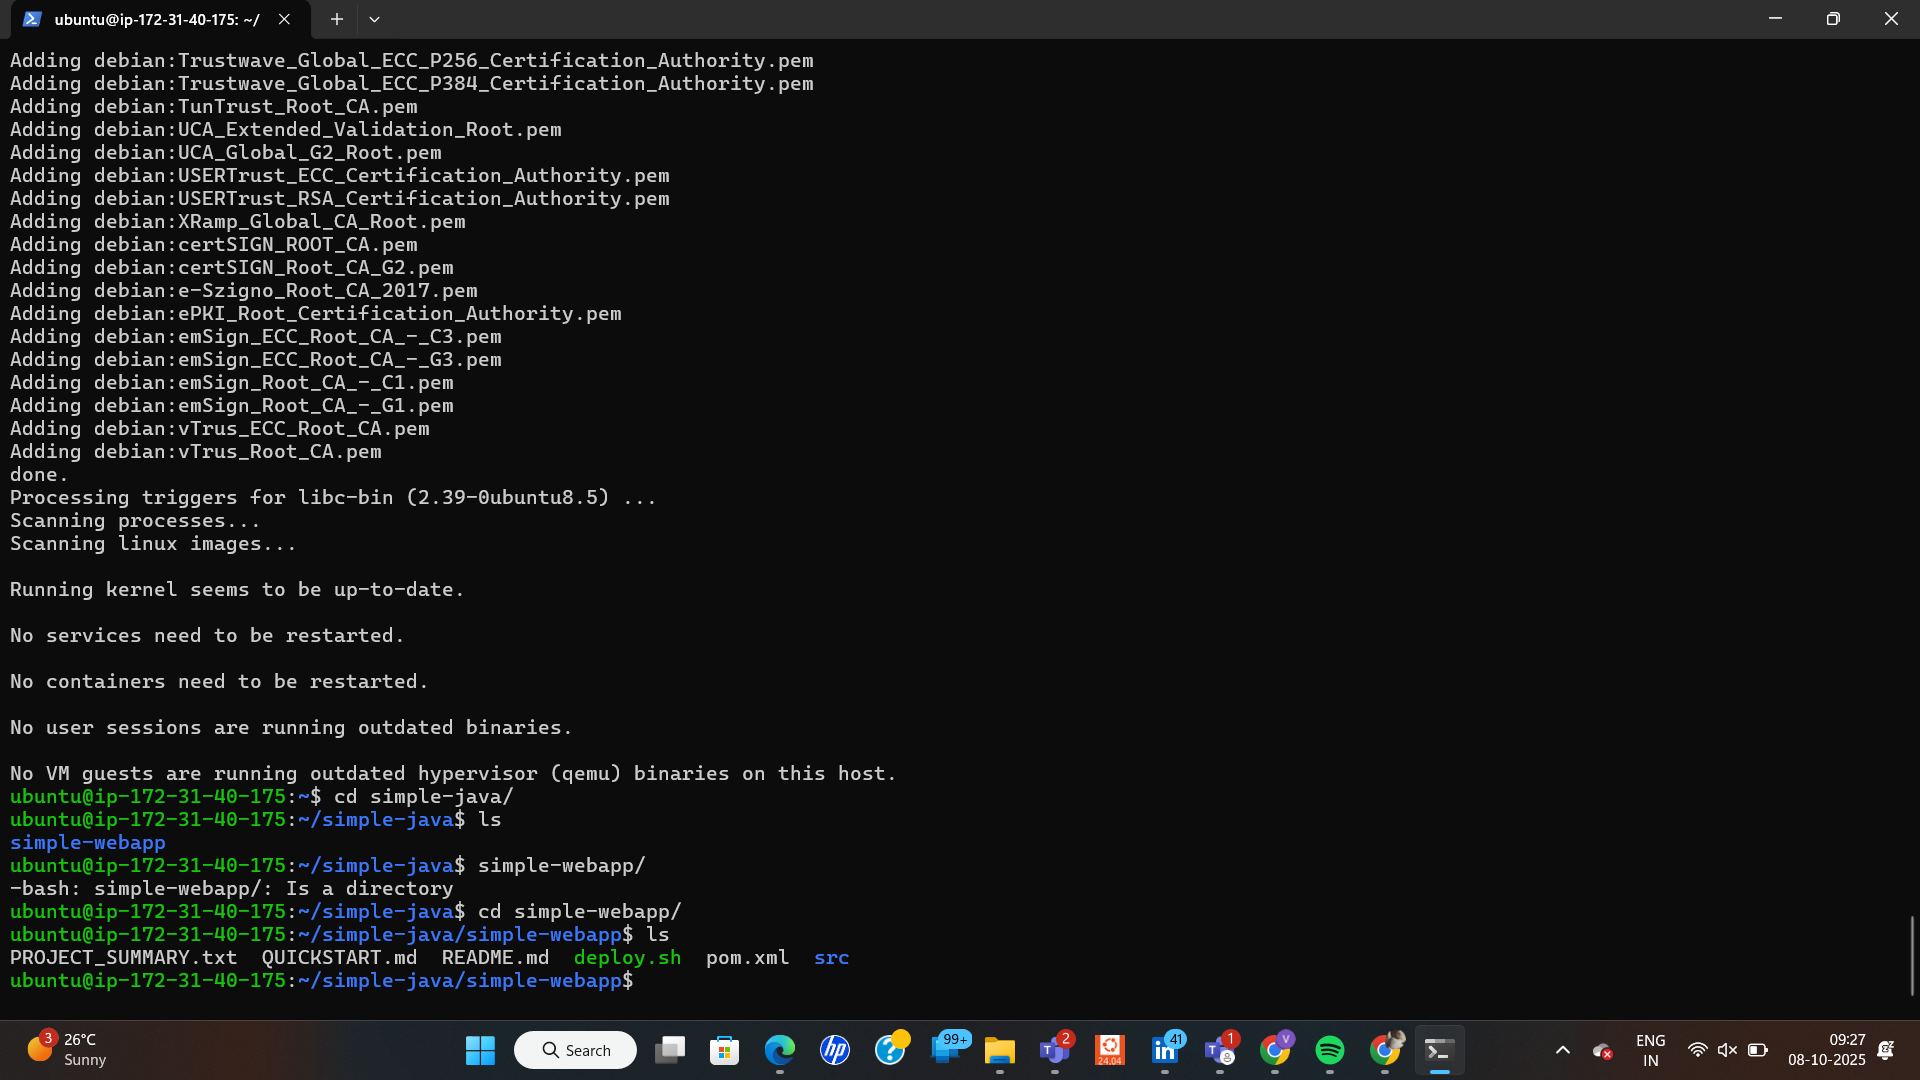 ubuntu@ip-172-31-40-175: ~/
Adding debian:Trustwave_Global_ECC_P256_Certification_Authority.pem
Adding debian:Trustwave_Global_ECC_P384_Certification_Authority.pem
Adding debian:TunTrust_Root_CA.pem
Adding debian:UCA_Extended_Validation_Root.pem
Adding debian:UCA_Global_G2_Root.pem
Adding debian:USERTrust_ECC_Certification_Authority.pem
Adding debian:USERTrust_RSA_Certification_Authority.pem
Adding debian:XRamp_Global_CA_Root.pem
Adding debian:certSIGN_ROOT_CA.pem
Adding debian:certSIGN_Root_CA_G2.pem
Adding debian:e-Szigno_Root_CA_2017.pem
Adding debian:ePKI_Root_Certification_Authority.pem
Adding debian:emSign_ECC_Root_CA_-_C3.pem
Adding debian:emSign_ECC_Root_CA_-_G3.pem
Adding debian:emSign_Root_CA_-_C1.pem
Adding debian:emSign_Root_CA_-_G1.pem
Adding debian:vTrus_ECC_Root_CA.pem
Adding debian:vTrus_Root_CA.pem
done.
Processing triggers for libc-bin (2.39-0ubuntu8.5) ...
Scanning processes...
Scanning linux images...
Running kernel seems to be up-to-date.
No services need to be restarted.
No containers need to be restarted.
No user sessions are running outdated binaries.
No VM guests are running outdated hypervisor (qemu) binaries on this host.
ubuntu@ip-172-31-40-175:~$ cd simple-java/
ubuntu@ip-172-31-40-175:~/simple-java$ ls
simple-webapp
ubuntu@ip-172-31-40-175:~/simple-java$ simple-webapp/
-bash: simple-webapp/: Is a directory
ubuntu@ip-172-31-40-175:~/simple-java$ cd simple-webapp/
ubuntu@ip-172-31-40-175:~/simple-java/simple-webapp$ ls
PROJECT_SUMMARY.txt  QUICKSTART.md  README.md  deploy.sh  pom.xml  src
ubuntu@ip-172-31-40-175:~/simple-java/simple-webapp$
3
26°C
Sunny
Search
hp
?
99+
T
2
24.04
in
41
T
1
V
ENG
IN
09:27
08-10-2025